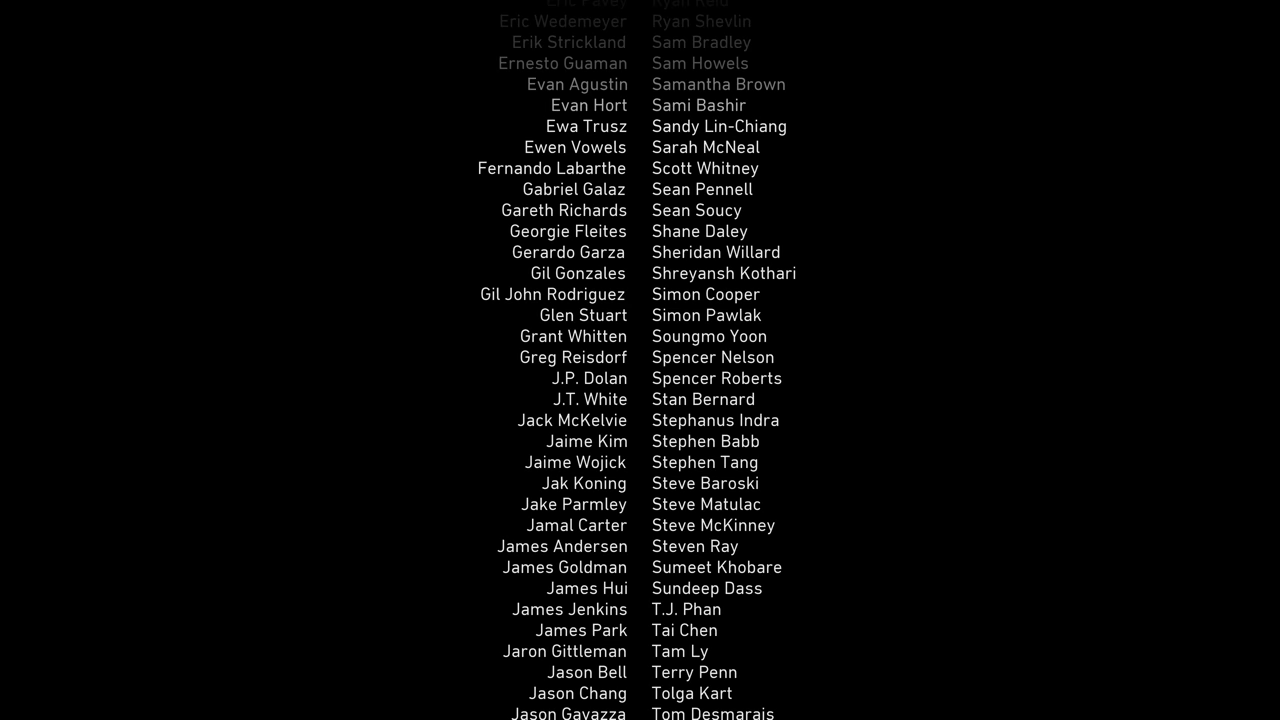 Eric Pavey Ryan Reid
Eric Wedemeyer Ryan Shevlin
Erik Strickland Sam Bradley
Ernesto Guaman Sam Howels
Evan Agustin Samantha Brown
Evan Hort Sami Bashir
Ewa Trusz Sandy Lin-Chiang
Ewen Vowels Sarah McNeal
Fernando Labarthe Scott Whitney
Gabriel Galaz Sean Pennell
Gareth Richards Sean Soucy
Georgie Fleites Shane Daley
Gerardo Garza Sheridan Willard
Gil Gonzales Shreyansh Kothari
Gil John Rodriguez Simon Cooper
Glen Stuart Simon Pawlak
Grant Whitten Soungmo Yoon
Greg Reisdorf Spencer Nelson
J.P. Dolan Spencer Roberts
J.T. White Stan Bernard
Jack McKelvie Stephanus Indra
Jaime Kim Stephen Babb
Jaime Wojick Stephen Tang
Jak Koning Steve Baroski
Jake Parmley Steve Matulac
Jamal Carter Steve McKinney
James Andersen Steven Ray
James Goldman Sumeet Khobare
James Hui Sundeep Dass
James Jenkins T.J. Phan
James Park Tai Chen
Jaron Gittleman Tam Ly
Jason Bell Terry Penn
Jason Chang Tolga Kart
Jason Gavazza Tom Desmarais